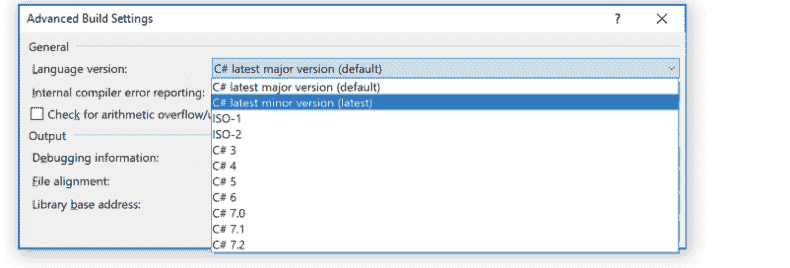 Advanced Build Settings ? ×
General
Language version: C# latest major version (default)
C# latest major version (default)
Internal compiler error reporting: C# latest minor version (latest)
Check for arithmetic overflow/u ISO-1
Output ISO-2
C# 3
Debugging information: C# 4
File alignment: C# 5
C# 6
Library base address: C# 7.0
C# 7.1
C# 7.2